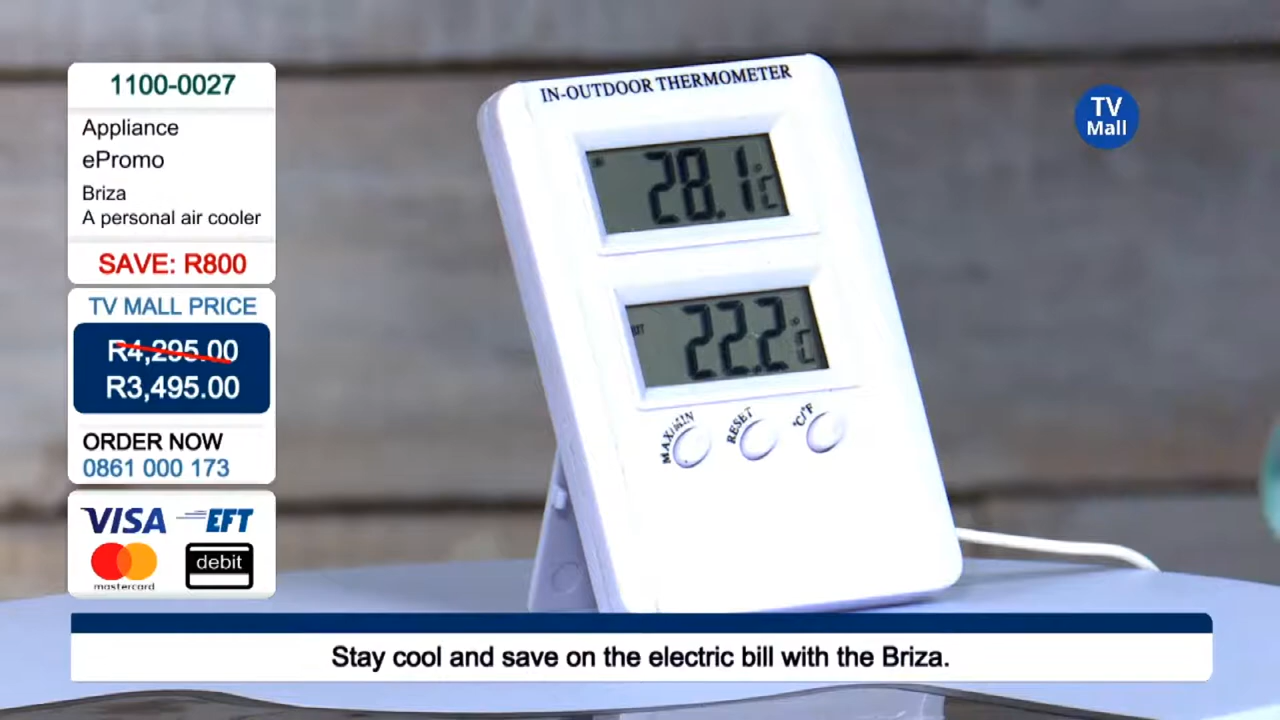 1100-0027
Appliance
ePromo
Briza
A personal air cooler
SAVE: R800
TV MALL PRICE
R4,295.00
R3,495.00
ORDER NOW
0861 000 173
VISA EFT
mastercard debit
IN-OUTDOOR THERMOMETER
28.1°C
22.2°C
MAX/MIN RESET °C/°F
TV
Mall
Stay cool and save on the electric bill with the Briza.